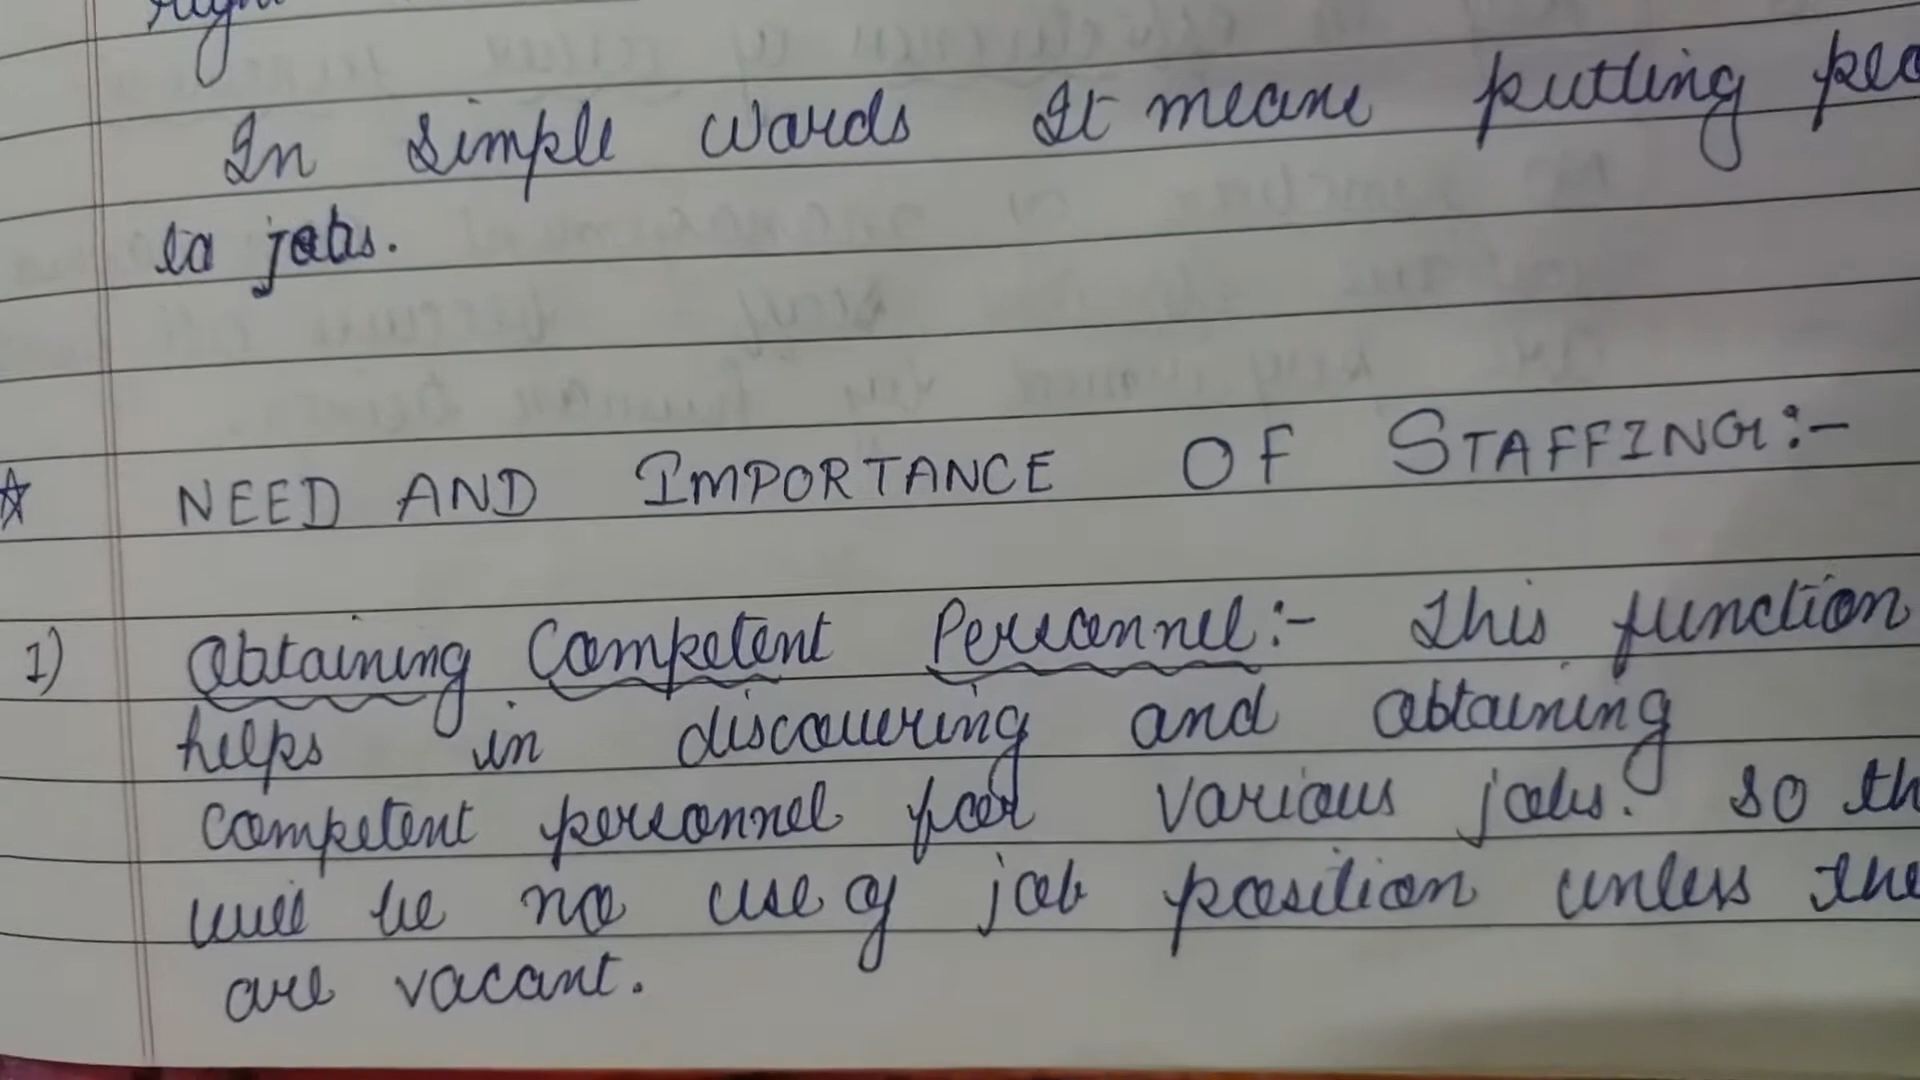 In simple words It means putting peo
to jobs.
☆ NEED AND IMPORTANCE OF STAFFING:-
1) Obtaining Competent Personnel:- This function
helps in discovering and obtaining
competent personnel for various jobs. So th
will be no use of job position unless the
are vacant.